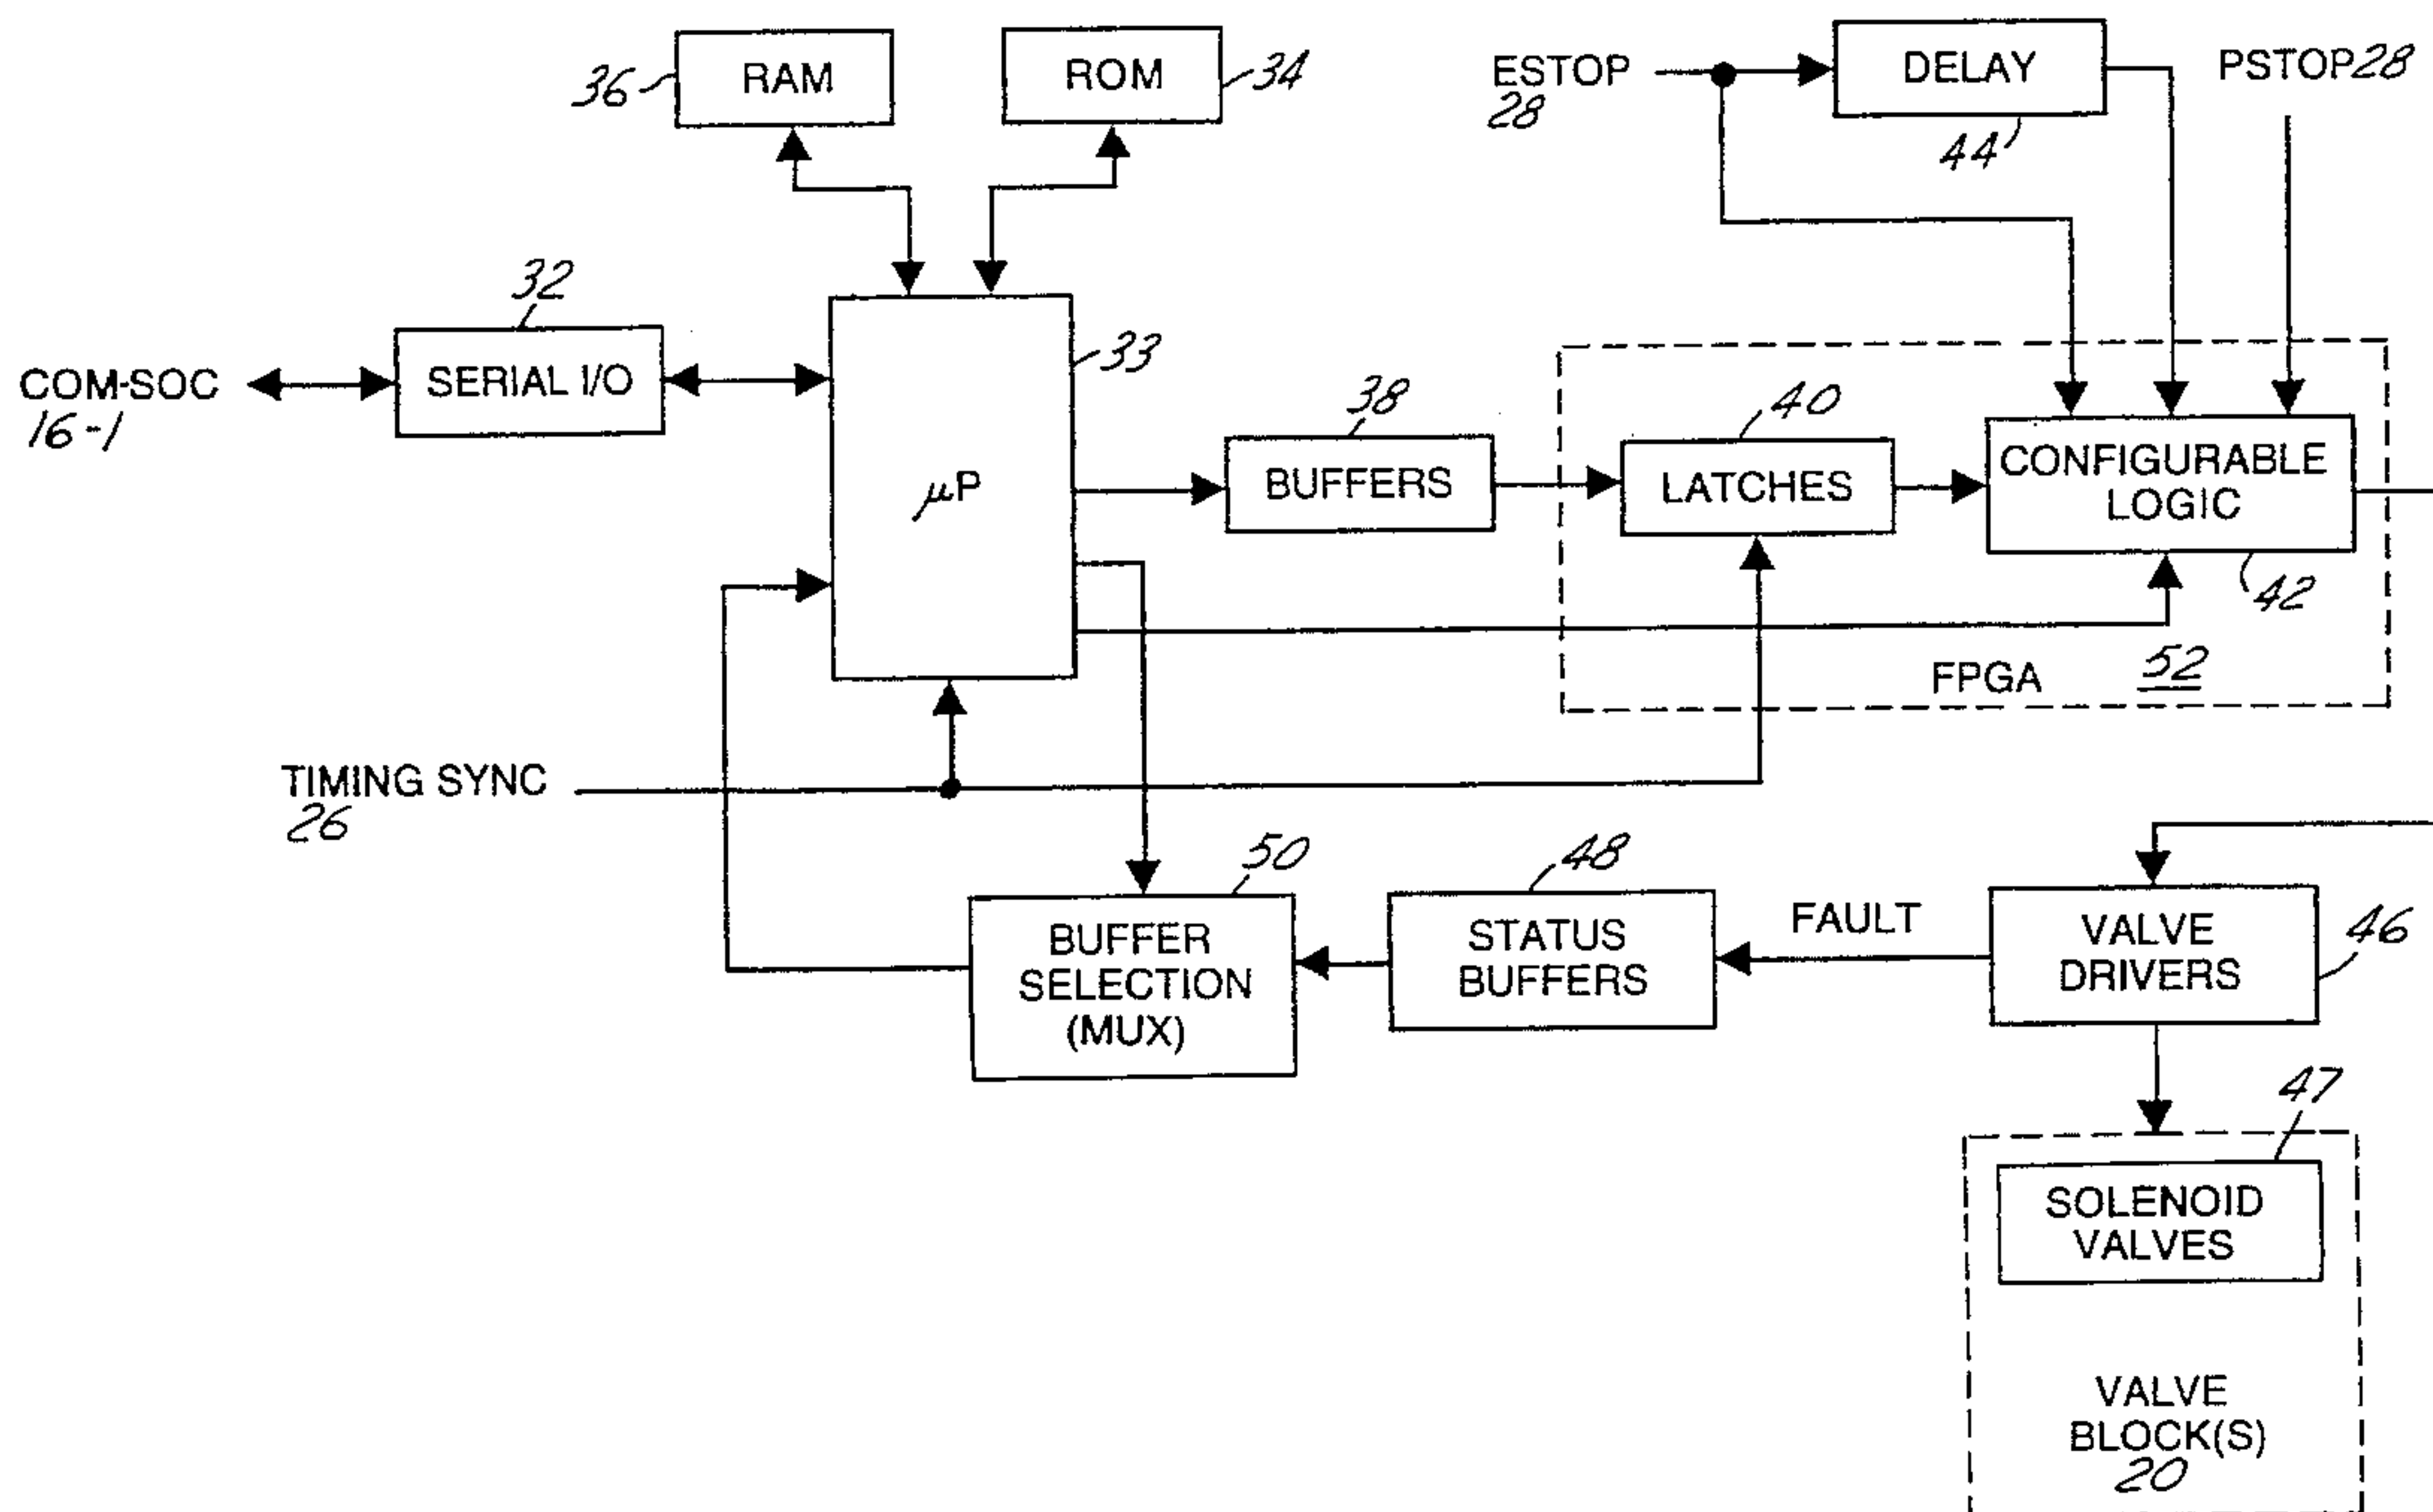 36
RAM
ROM
34
ESTOP
28
DELAY
44
PSTOP 28
COM-SOC
16-1
32
SERIAL I/O
33
μP
38
BUFFERS
40
LATCHES
CONFIGURABLE
LOGIC
42
FPGA
52
TIMING SYNC
26
50
BUFFER
SELECTION
(MUX)
48
STATUS
BUFFERS
FAULT
VALVE
DRIVERS
46
47
SOLENOID
VALVES
VALVE
BLOCK(S)
20